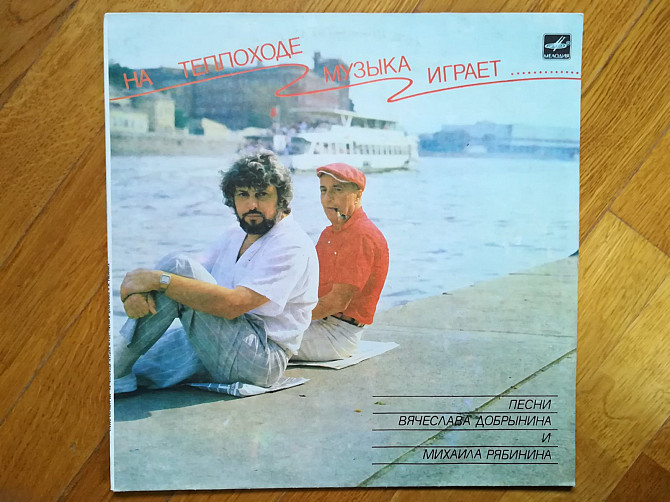 НА ТЕПЛОХОДЕ МУЗЫКА ИГРАЕТ ............
МЕЛОДИЯ
ПЕСНИ
ВЯЧЕСЛАВА ДОБРЫНИНА
И
МИХАИЛА РЯБИНИНА